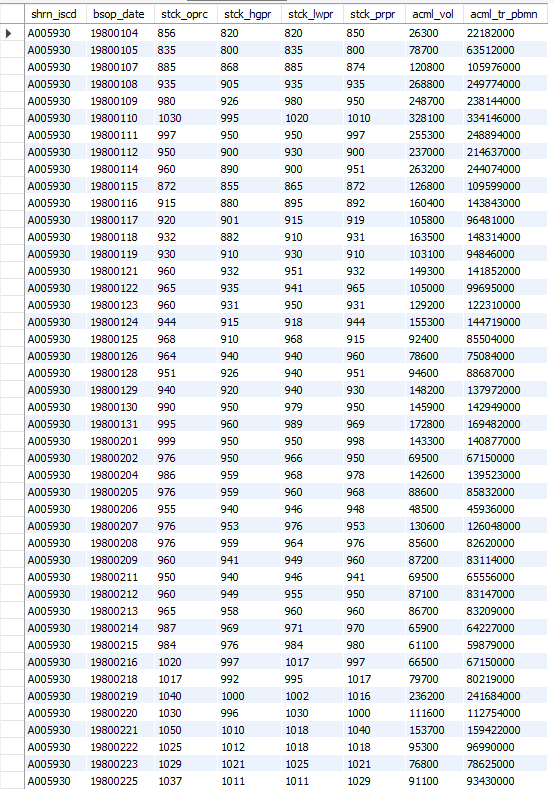 shrn_iscd bsop_date stck_oprc stck_hgpr stck_lwpr stck_prpr acml_vol acml_tr_pbmn
A005930 19800104 856 820 820 850 26300 22182000
A005930 19800105 835 800 835 800 78700 63512000
A005930 19800107 885 868 885 874 120800 105976000
A005930 19800108 935 905 935 935 268800 249774000
A005930 19800109 980 926 980 950 248700 238144000
A005930 19800110 1030 995 1020 1010 328100 334146000
A005930 19800111 997 950 950 997 255300 248894000
A005930 19800112 950 900 930 900 237000 214637000
A005930 19800114 960 890 900 951 263200 244074000
A005930 19800115 872 855 865 872 126800 109599000
A005930 19800116 915 880 895 892 160400 143843000
A005930 19800117 920 901 915 919 105800 96481000
A005930 19800118 932 882 910 931 163500 148314000
A005930 19800119 930 910 930 910 103100 94846000
A005930 19800121 960 932 951 932 149300 141852000
A005930 19800122 965 935 941 965 105000 99695000
A005930 19800123 960 931 950 931 129200 122310000
A005930 19800124 944 915 918 944 155300 144719000
A005930 19800125 968 910 968 915 92400 85504000
A005930 19800126 964 940 940 960 78600 75084000
A005930 19800128 951 926 940 951 94600 88687000
A005930 19800129 940 920 940 930 148200 137972000
A005930 19800130 990 950 979 950 145900 142949000
A005930 19800131 995 960 989 969 172800 169482000
A005930 19800201 999 950 950 998 143300 140877000
A005930 19800202 976 950 966 950 69500 67150000
A005930 19800204 986 959 968 978 142600 139523000
A005930 19800205 976 959 960 968 88600 85832000
A005930 19800206 955 940 946 948 48500 45936000
A005930 19800207 976 953 976 953 130600 126048000
A005930 19800208 976 959 964 976 85600 82620000
A005930 19800209 960 941 949 960 87200 83114000
A005930 19800211 950 940 946 941 69500 65556000
A005930 19800212 960 949 955 950 87100 83147000
A005930 19800213 965 958 960 960 86700 83209000
A005930 19800214 987 969 971 970 65900 64227000
A005930 19800215 984 976 984 980 61100 59879000
A005930 19800216 1020 997 1017 997 66500 67150000
A005930 19800218 1017 992 995 1017 79700 80219000
A005930 19800219 1040 1000 1002 1016 236200 241684000
A005930 19800220 1030 996 1030 1000 111600 112754000
A005930 19800221 1050 1010 1018 1040 153700 159422000
A005930 19800222 1025 1012 1018 1018 95300 96990000
A005930 19800223 1029 1021 1025 1021 76800 78625000
A005930 19800225 1037 1011 1011 1029 91100 93430000